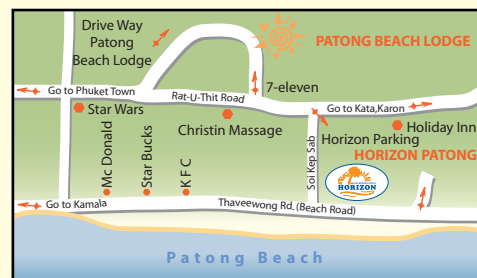 Drive Way
Patong
Beach Lodge
PATONG BEACH LODGE
7-eleven
Go to Phuket Town
Rat-U-Thit Road
Go to Kata,Karon
Star Wars
Christin Massage
Holiday Inn
Horizon Parking
HORIZON PATONG
Mc Donald
Star Bucks
K F C
Soi Kep Sab
HORIZON
Go to Kamala
Thaveewong Rd. (Beach Road)
Patong Beach